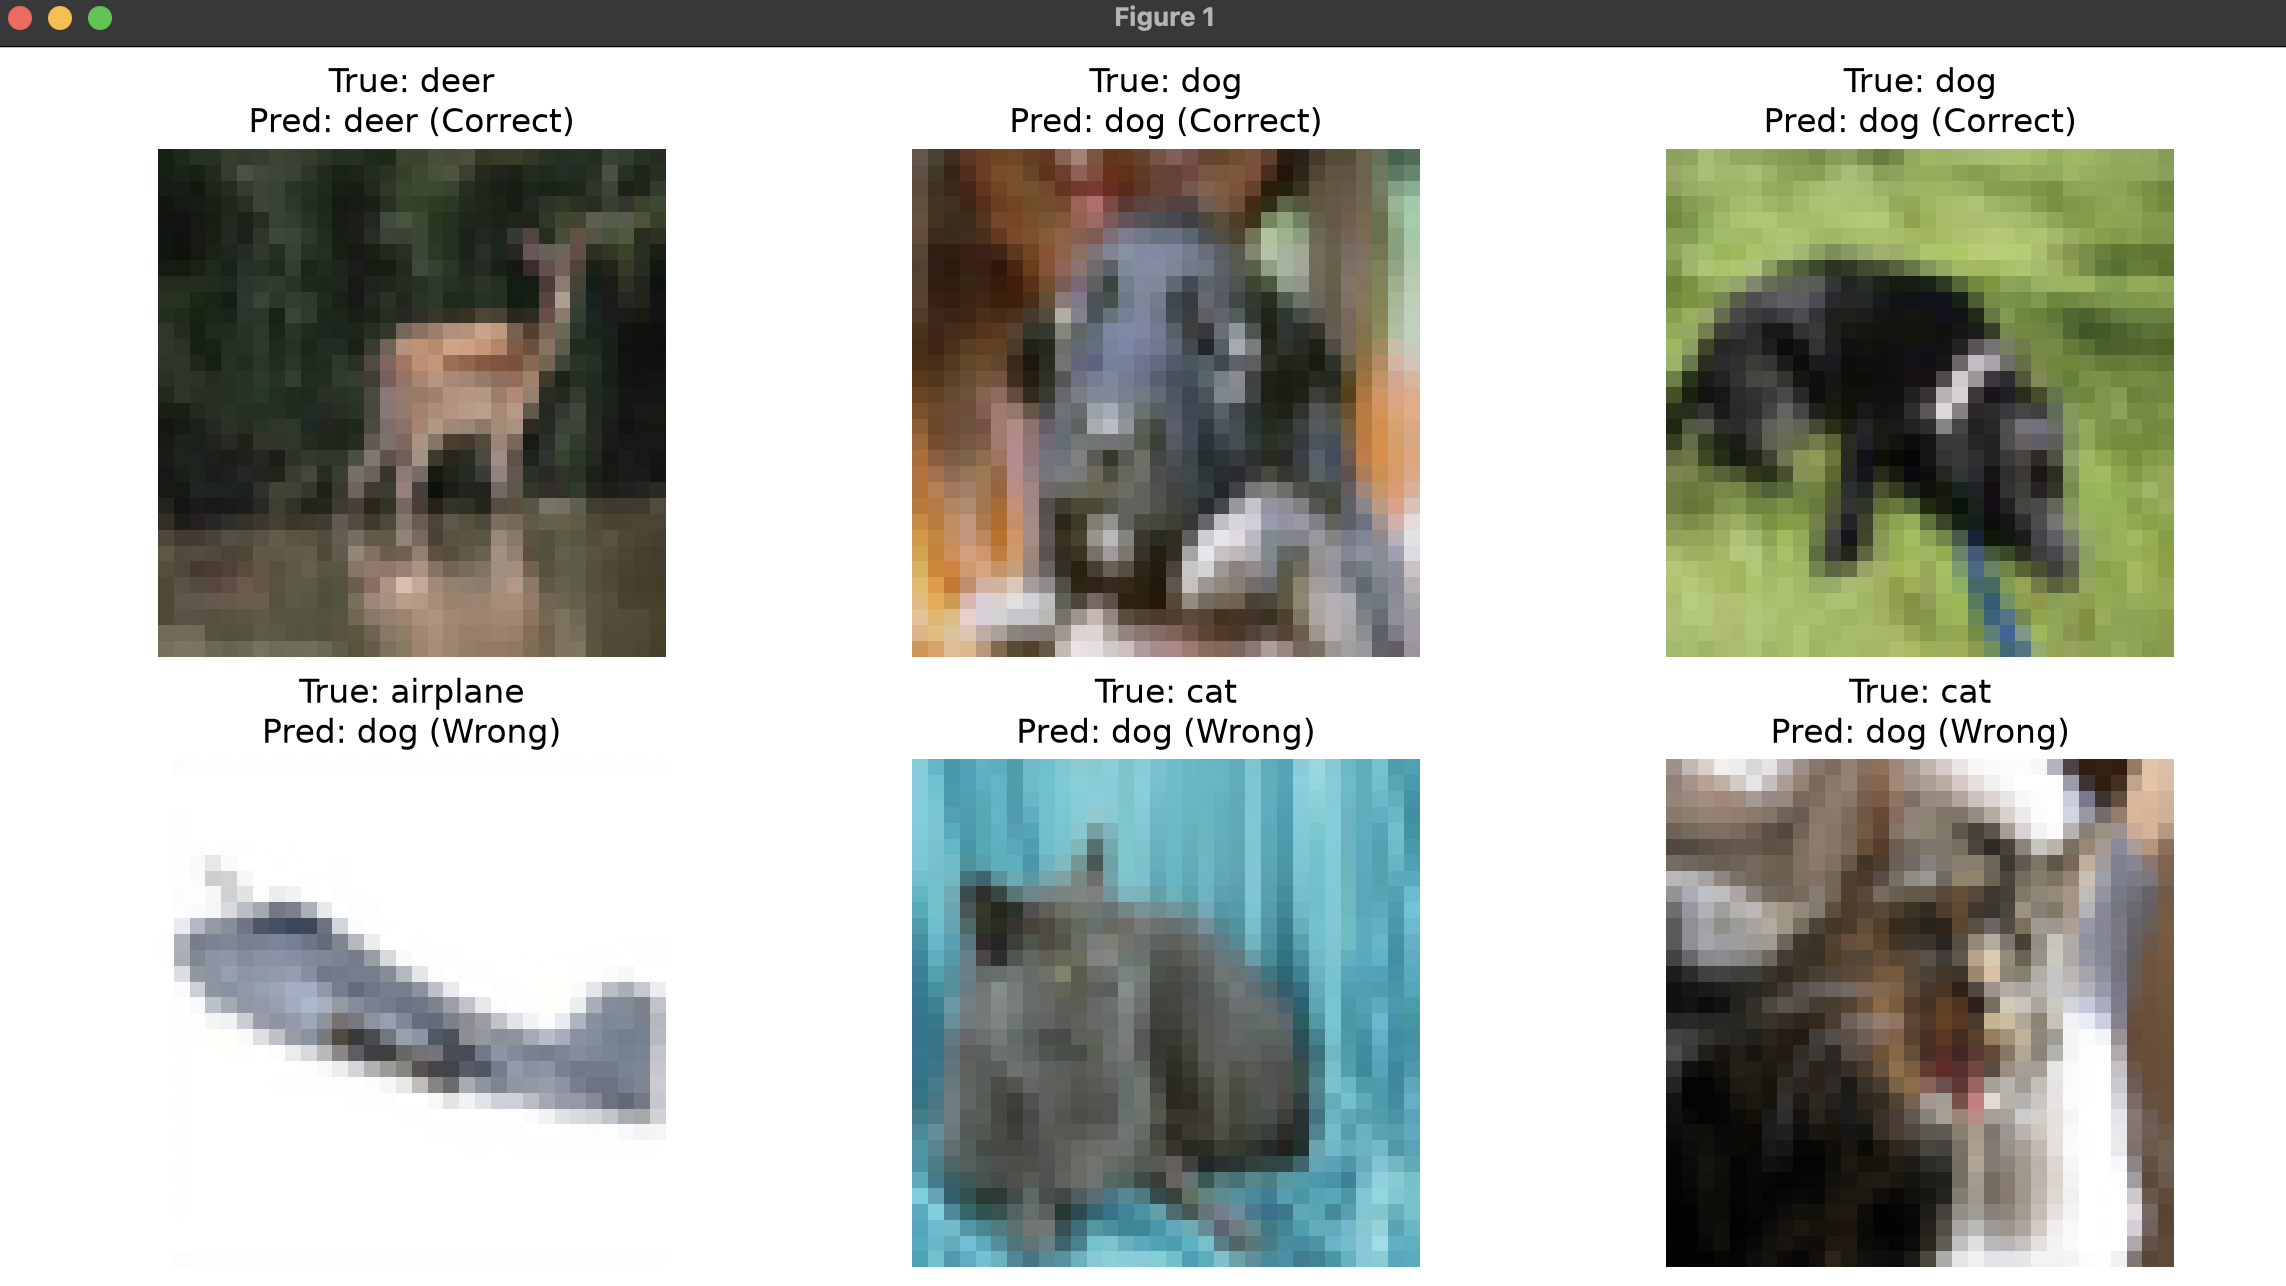 Figure 1
True: deer
Pred: deer (Correct)
True: dog
Pred: dog (Correct)
True: dog
Pred: dog (Correct)
True: airplane
Pred: dog (Wrong)
True: cat
Pred: dog (Wrong)
True: cat
Pred: dog (Wrong)